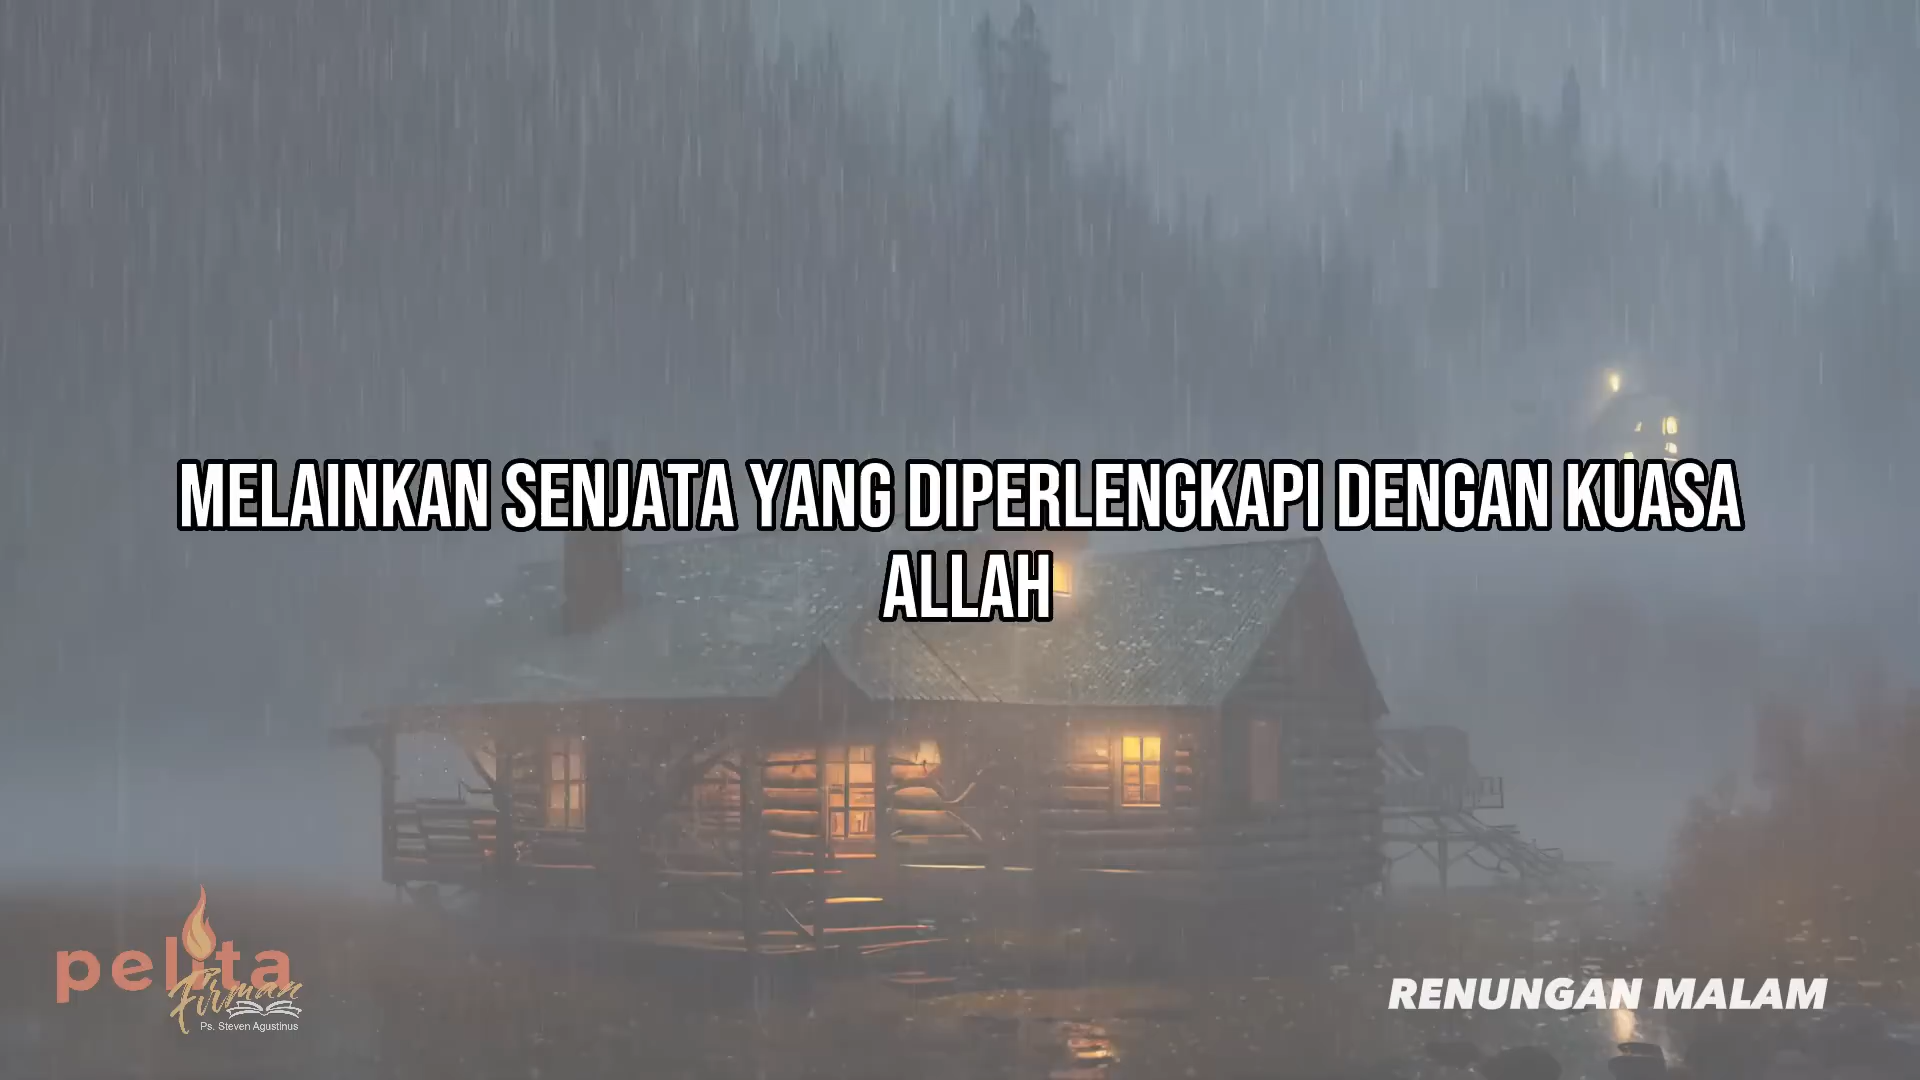 MELAINKAN SENJATA YANG DIPERLENGKAPI DENGAN KUASA
ALLAH
pelita
Firman
Ps. Steven Agustinus
RENUNGAN MALAM